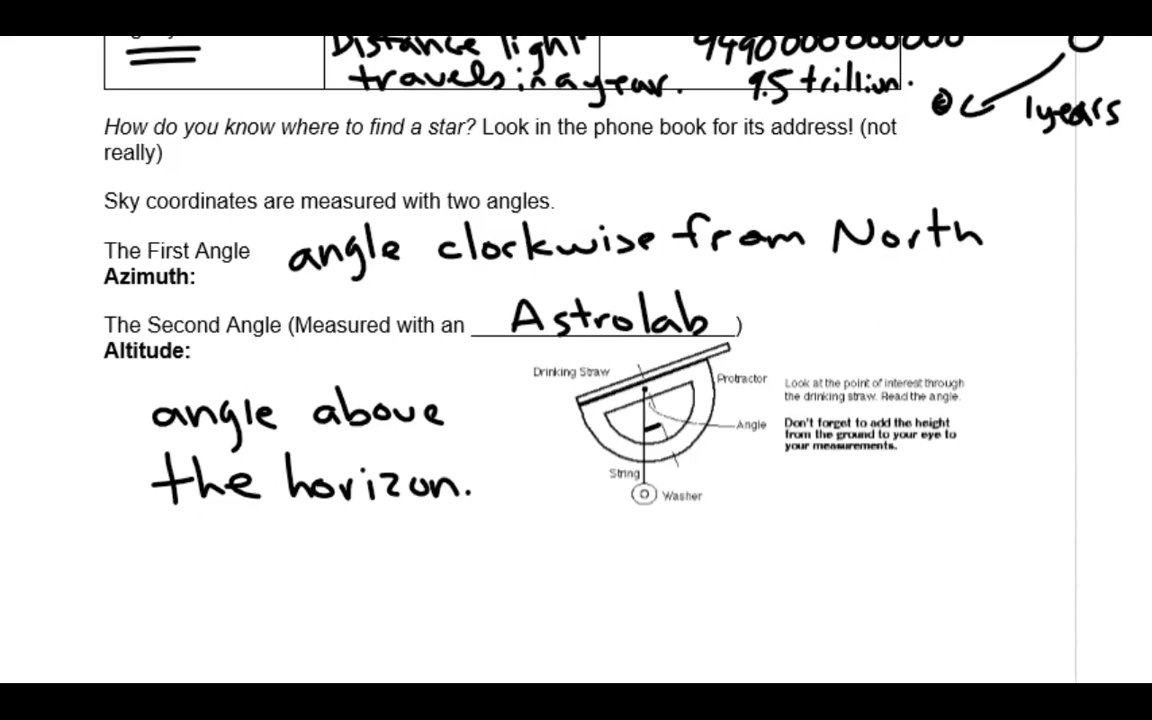 Distance light
travels in a year.
9490000000000
9.5 trillion.
1 years
How do you know where to find a star? Look in the phone book for its address! (not
really)
Sky coordinates are measured with two angles.
The First Angle angle clockwise from North
Azimuth:
The Second Angle (Measured with an Astrolab)
Altitude:
angle above
the horizon.
Drinking Straw
Protractor
Angle
String
Washer
Look at the point of interest through
the drinking straw. Read the angle.
Don't forget to add the height
from the ground to your eye to
your measurements.